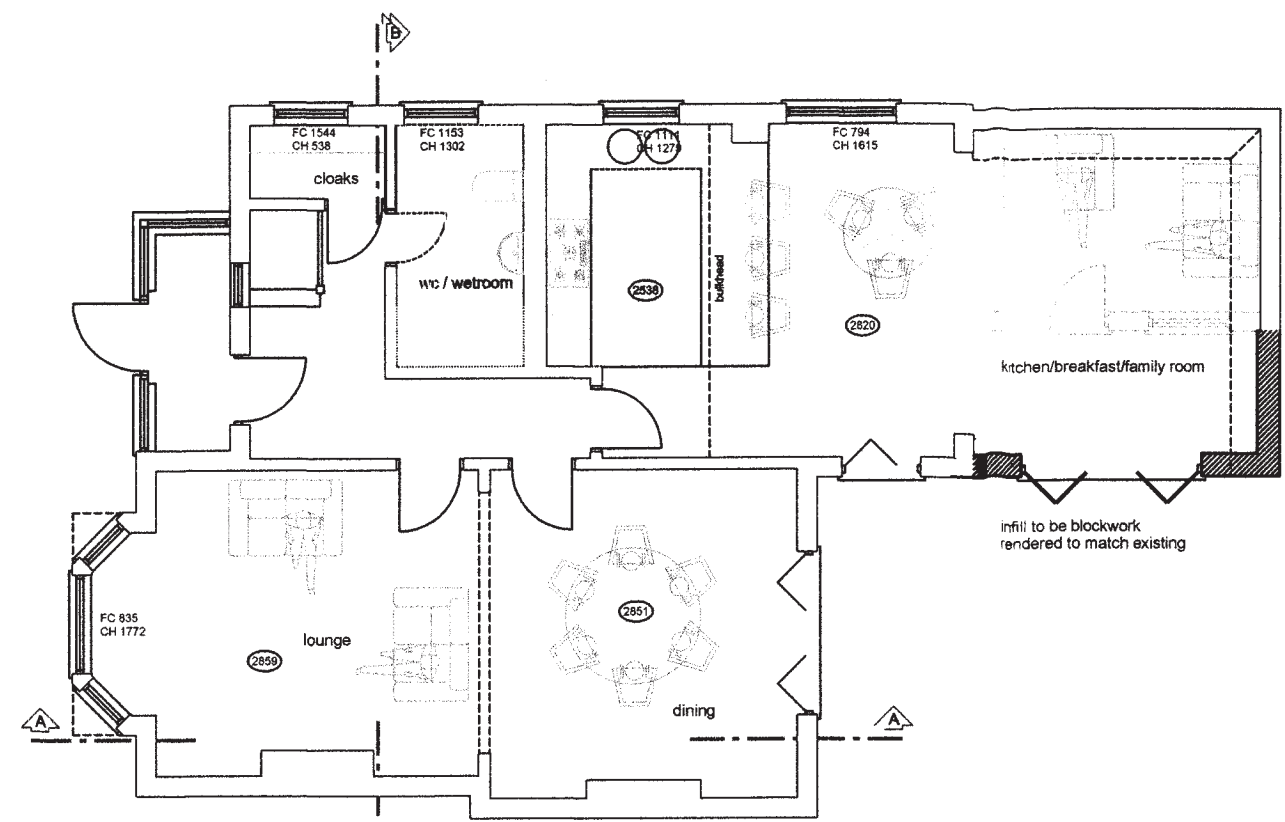 B
FC 1544
CH 538
FC 1153
CH 1302
CH 1279
FC 794
CH 1615
cloaks
wc / wetroom
2538
bulkhead
2820
kitchen/breakfast/family room
infill to be blockwork
rendered to match existing
FC 835
CH 1772
lounge
2859
2851
dining
A
A